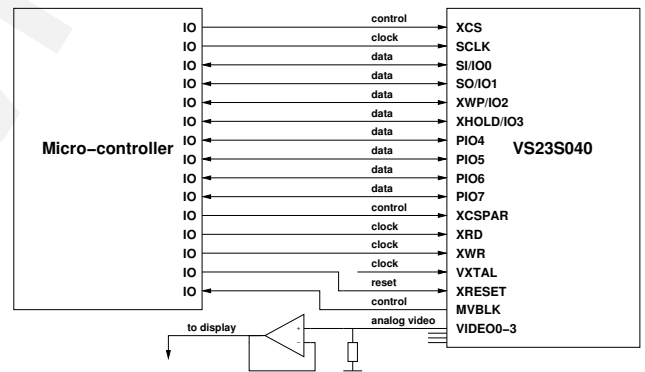 IO control XCS
IO clock SCLK
IO data SI/IO0
IO data SO/IO1
IO data XWP/IO2
IO data XHOLD/IO3
IO data PIO4
Micro-controller IO data PIO5 VS23S040
IO data PIO6
IO data PIO7
IO control XCSPAR
IO clock XRD
IO clock XWR
clock VXTAL
IO reset XRESET
IO control MVBLK
to display + analog video VIDEO0-3
-